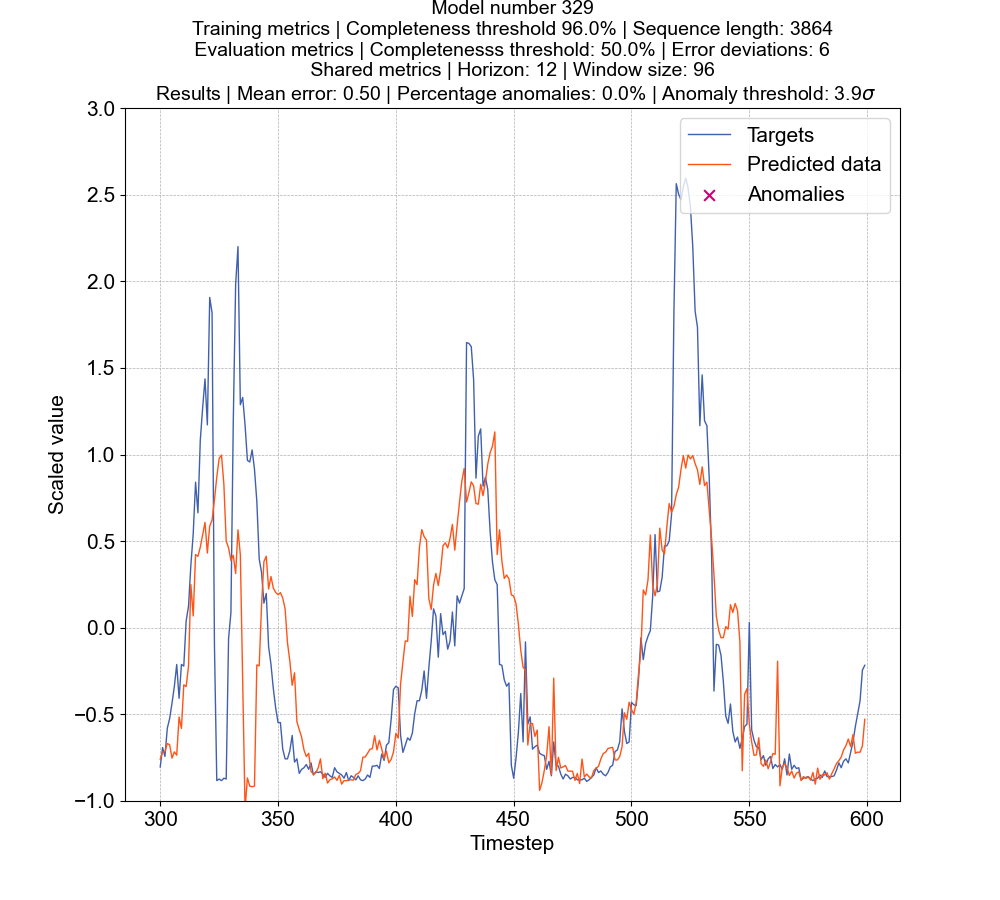 Model number 329
Training metrics | Completeness threshold 96.0% | Sequence length: 3864
Evaluation metrics | Completenesss threshold: 50.0% | Error deviations: 6
Shared metrics | Horizon: 12 | Window size: 96
Results | Mean error: 0.50 | Percentage anomalies: 0.0% | Anomaly threshold: 3.9σ
Targets
Predicted data
Anomalies
Scaled value
3.0
2.5
2.0
1.5
1.0
0.5
0.0
−0.5
−1.0
300 350 400 450 500 550 600
Timestep